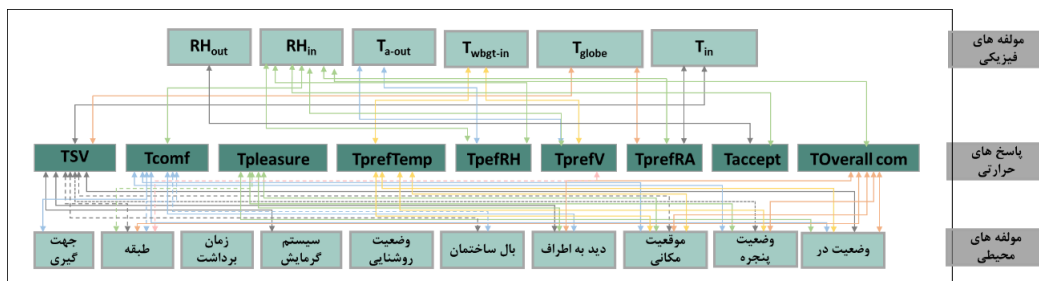 RHout RHin Ta-out Twbgt-in Tglobe Tin
مولفه های
فیزیکی
TSV Tcomf Tpleasure TprefTemp TpefRH TprefV TprefRA Taccept TOverall com
پاسخ های
حرارتی
جهت
گیری
طبقه
زمان
برداشت
سیستم
گرمایش
وضعیت
روشنایی
بال ساختمان
دید به اطراف
موقعیت
مکانی
وضعیت
پنجره
وضعیت در
مولفه های
محیطی